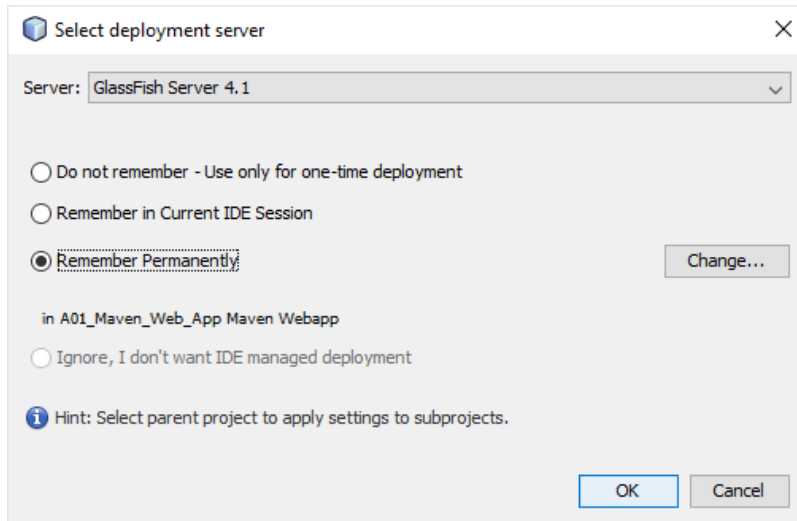 Select deployment server
Server: GlassFish Server 4.1
Do not remember - Use only for one-time deployment
Remember in Current IDE Session
Remember Permanently Change...
in A01_Maven_Web_App Maven Webapp
Ignore, I don't want IDE managed deployment
Hint: Select parent project to apply settings to subprojects.
OK Cancel